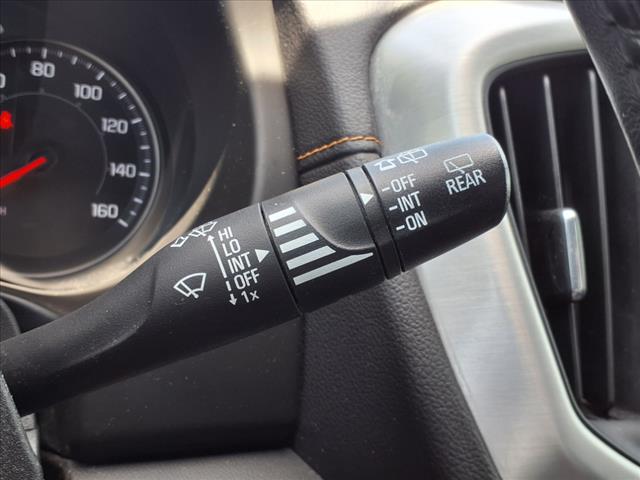 80
100
120
140
160
HI
LO
INT
OFF
1x
-OFF
-INT
-ON
REAR